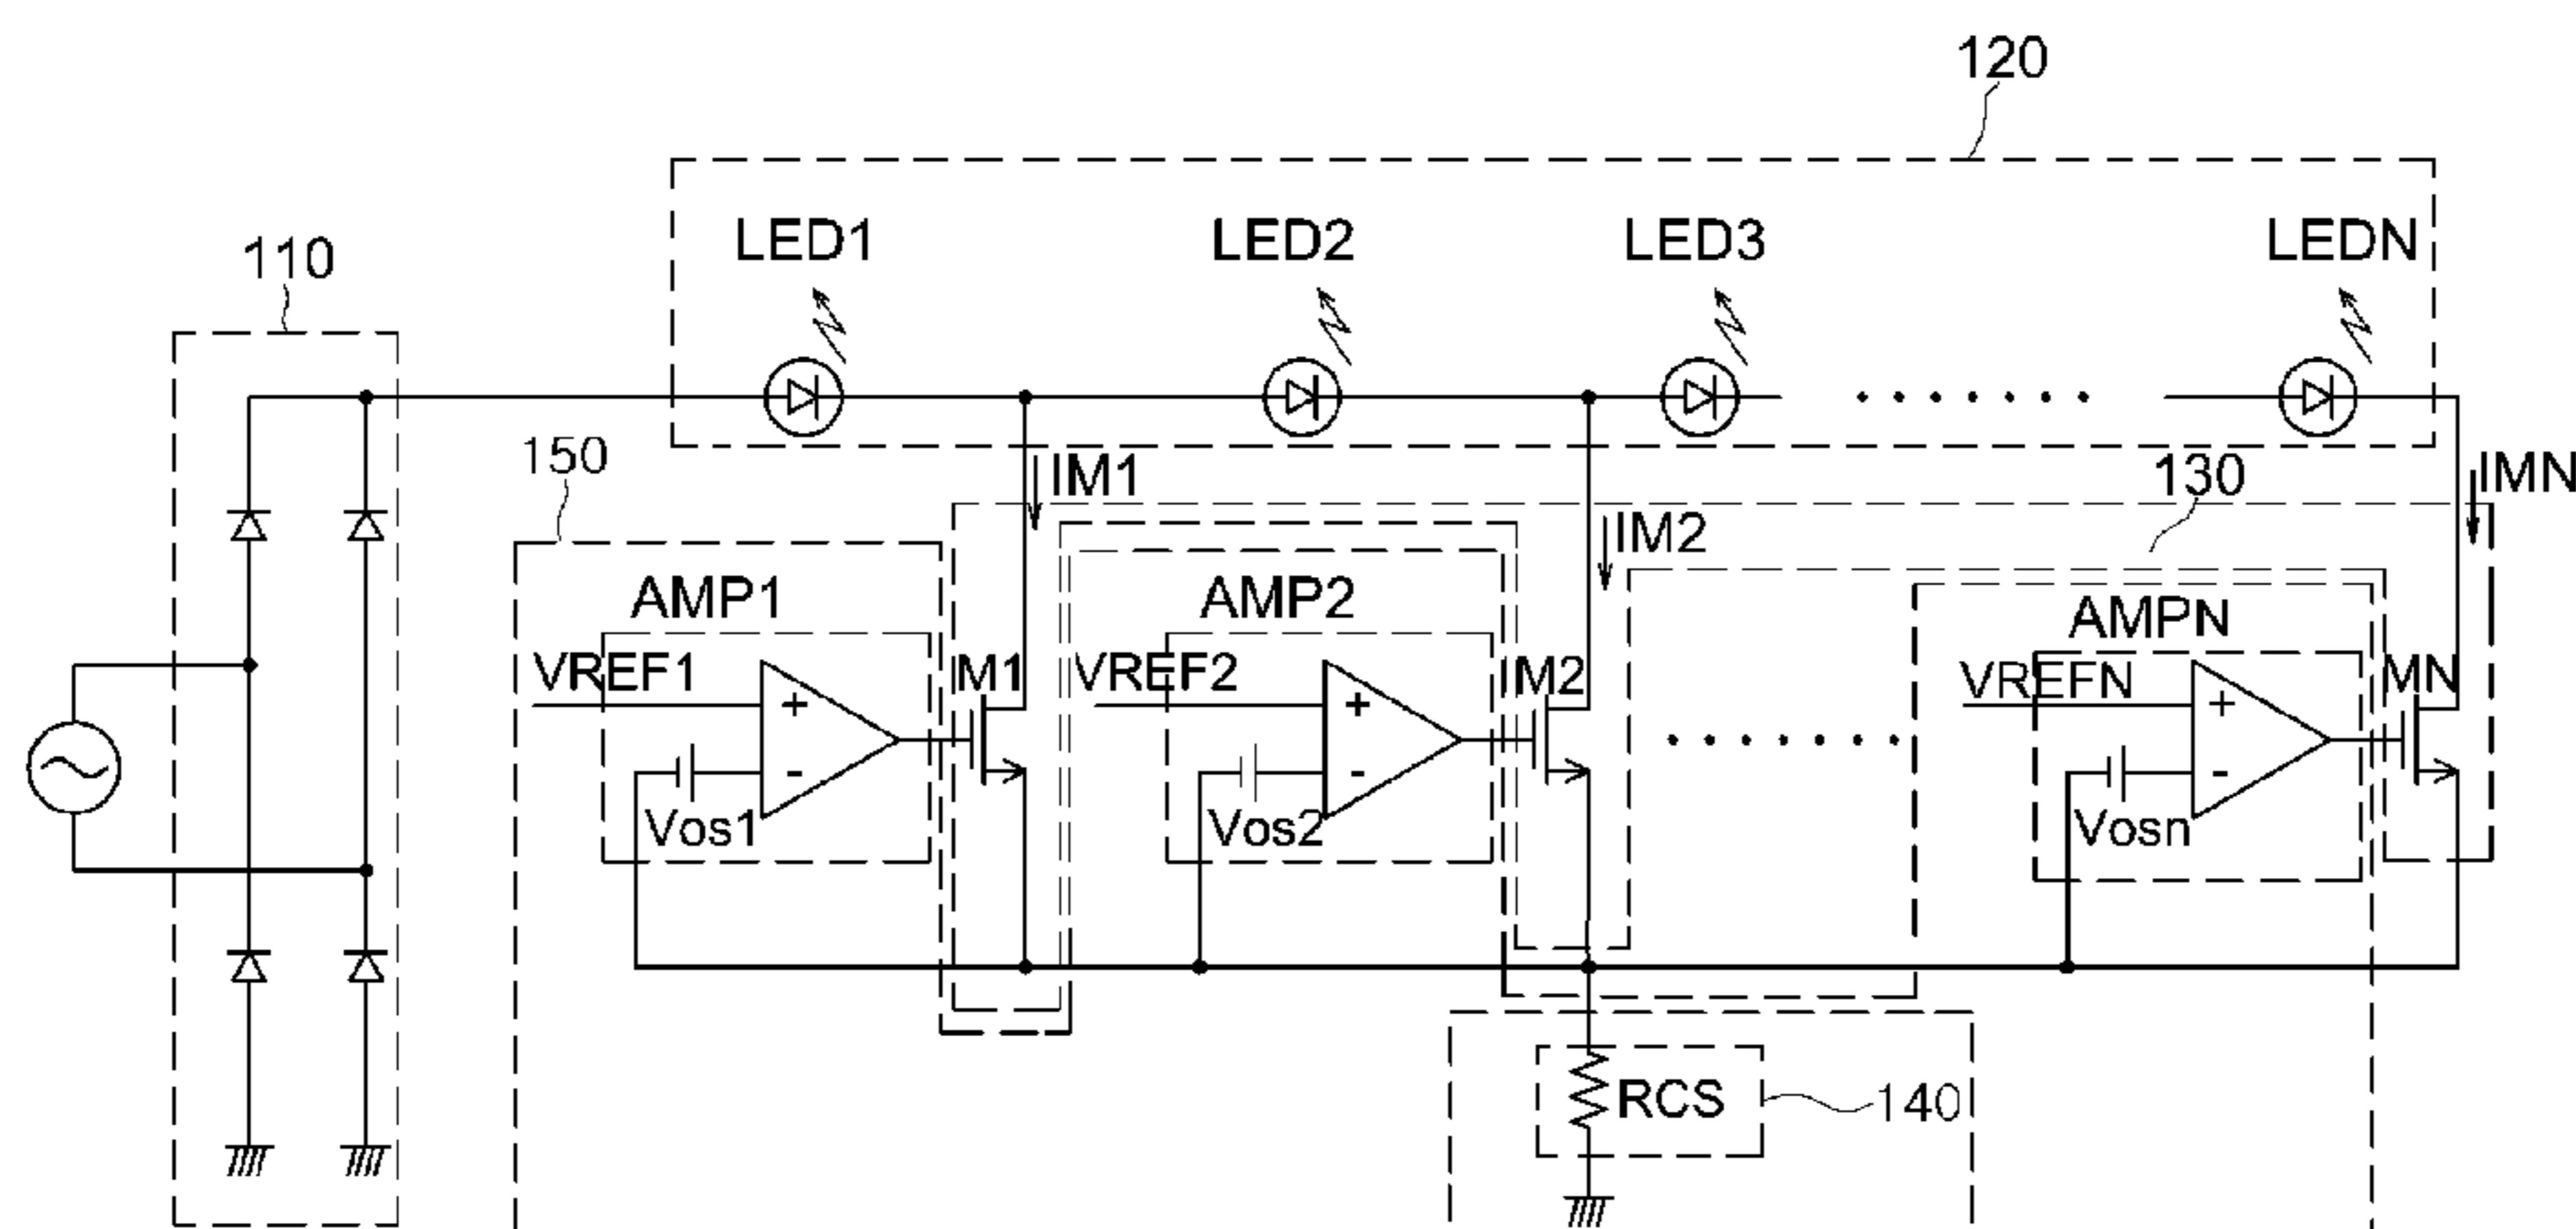 120
LED1 LED2 LED3 LEDN
110
150 IM1 130 IMN
IM2
AMP1 AMP2 AMPN
VREF1 M1 VREF2 M2 VREFN MN
+ + +
- - -
Vos1 Vos2 Vosn
RCS 140